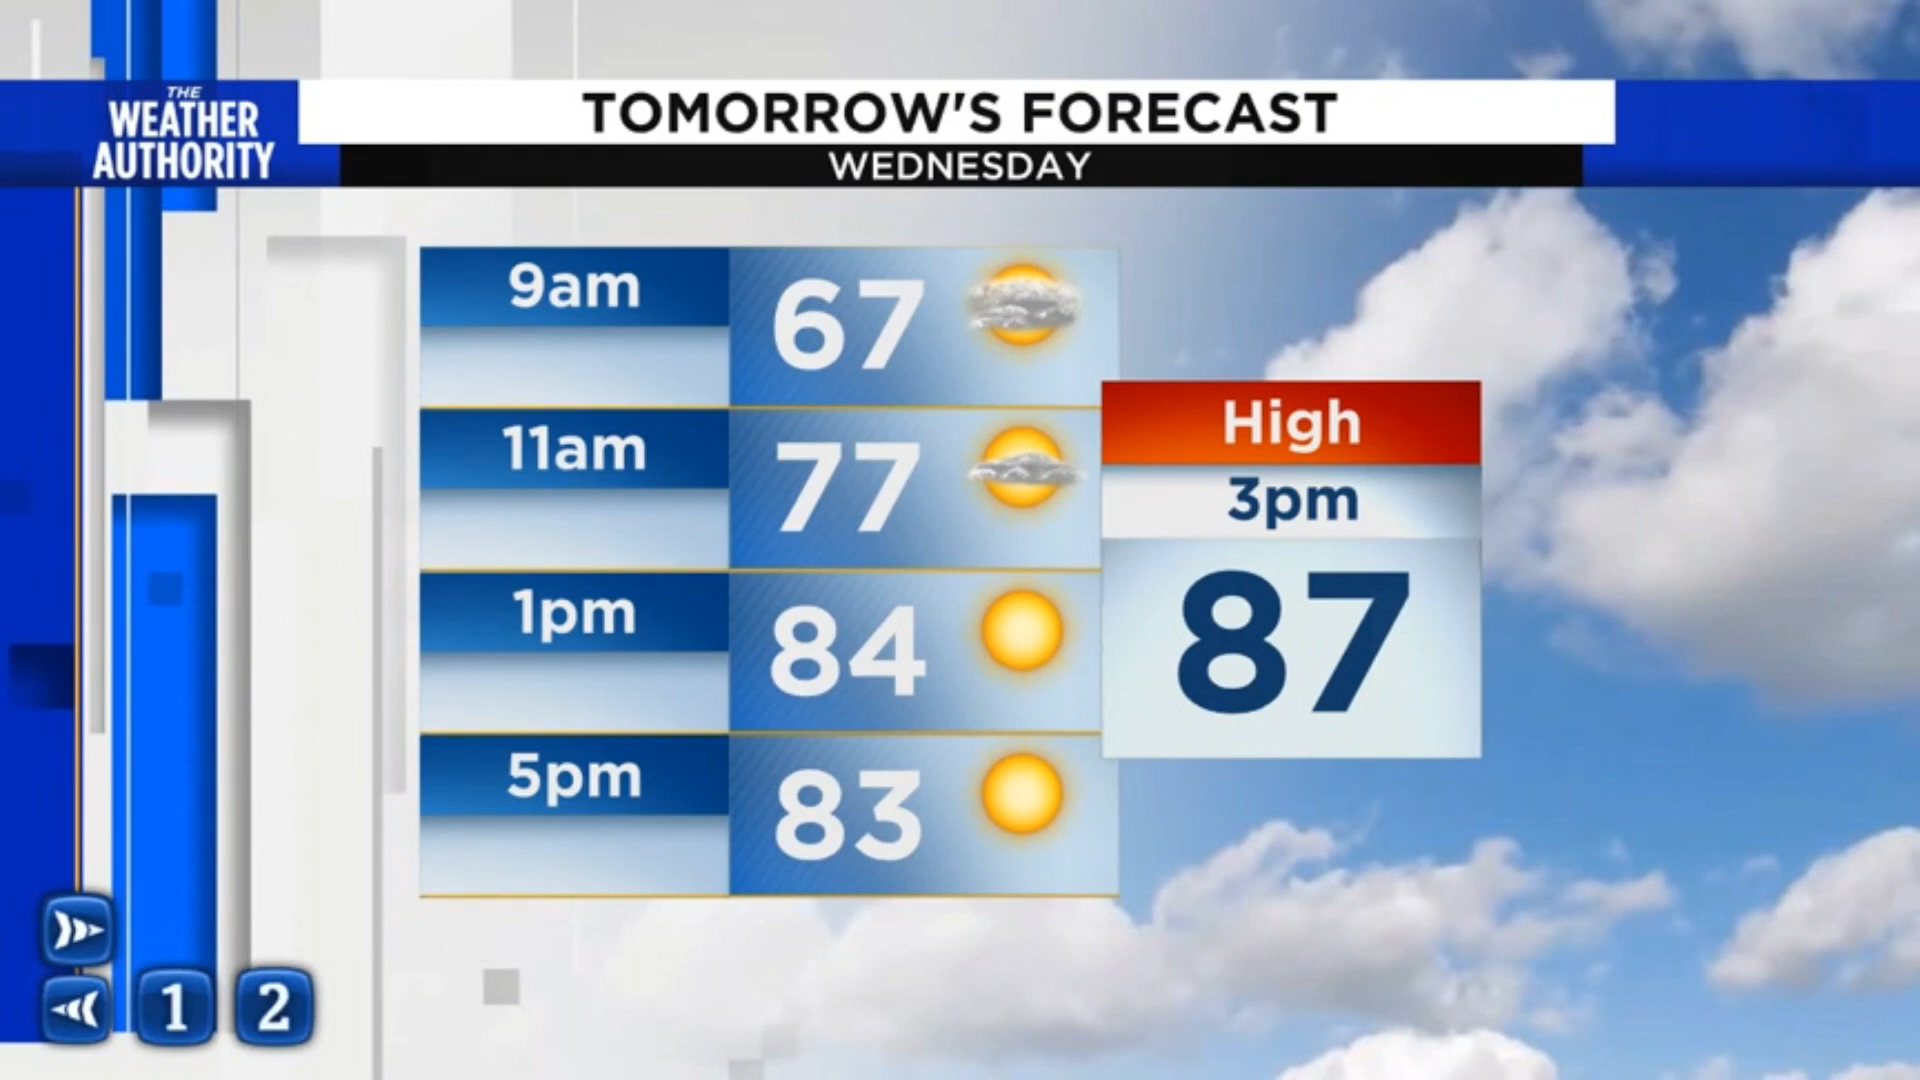 THE
WEATHER
AUTHORITY
TOMORROW'S FORECAST
WEDNESDAY
9am
67
11am
77
1pm
84
5pm
83
High
3pm
87
1
2